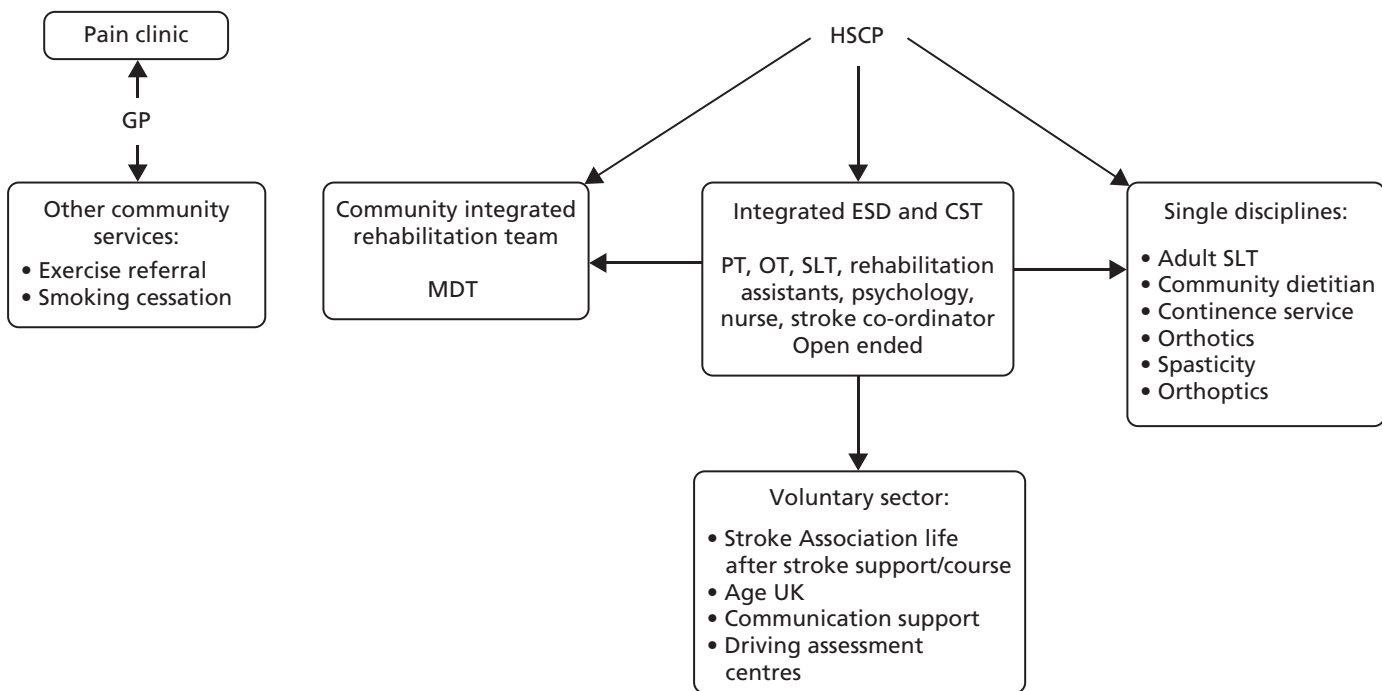 Pain clinic
GP
Other community
services:
• Exercise referral
• Smoking cessation
HSCP
Community integrated
rehabilitation team
MDT
Integrated ESD and CST
PT, OT, SLT, rehabilitation
assistants, psychology,
nurse, stroke co-ordinator
Open ended
Single disciplines:
• Adult SLT
• Community dietitian
• Continence service
• Orthotics
• Spasticity
• Orthoptics
Voluntary sector:
• Stroke Association life
after stroke support/course
• Age UK
• Communication support
• Driving assessment
centres